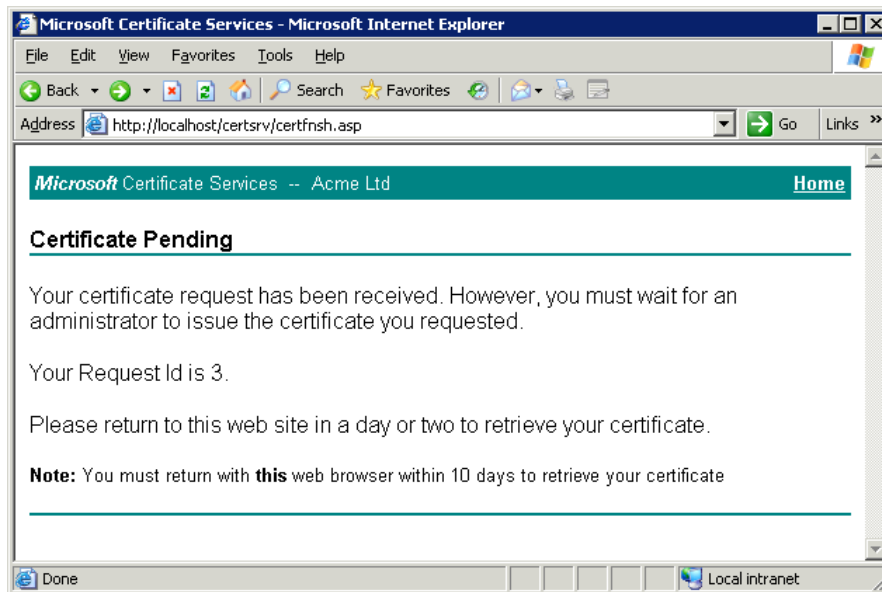 Microsoft Certificate Services - Microsoft Internet Explorer
File Edit View Favorites Tools Help
Back Search Favorites
Address http://localhost/certsrv/certfnsh.asp Go Links »
Microsoft Certificate Services -- Acme Ltd Home
Certificate Pending
Your certificate request has been received. However, you must wait for an
administrator to issue the certificate you requested.
Your Request Id is 3.
Please return to this web site in a day or two to retrieve your certificate.
Note: You must return with this web browser within 10 days to retrieve your certificate
Done Local intranet